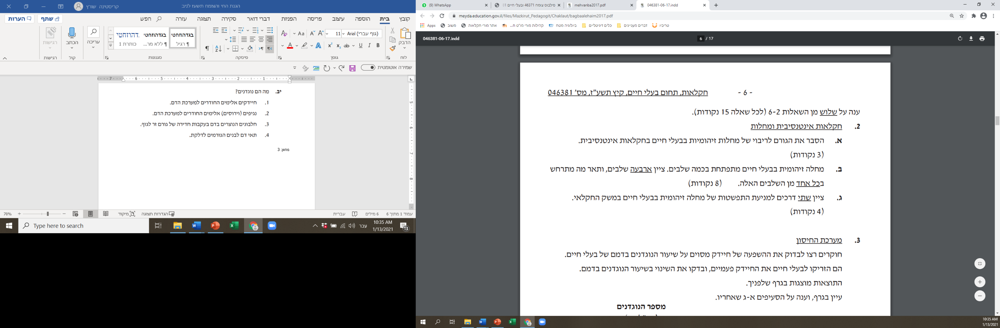 הגנת החי והצומח תשעז לניב
קריסטינה שורץ
קובץ
בית
הוספה
עיצוב
פריסה
הפניות
דברי דואר
סקירה
תצוגה
עזרה
חפש
שתף
הערות
הדבק
לוח
Arial (גוף עברי)
11
גופן
פיסקה
בגדהוזחטי
¶ רגיל
בגדהוזחטי
¶ ללא מר...
כותרת 1
סגנונות
עריכה
הכתב
קול
רגישות
רגישות
שמירה אוטומטית
יב. מה הם נוגדנים?
1. חיידקים אלימים החודרים למערכת הדם.
2. נגיפים (וירוסים) אלימים החודרים למערכת הדם.
3. חלבונים הנוצרים בדם בעקבות חדירה של גורם זר לגוף.
4. תאי דם לבנים הגורמים לדלקת.
מחוון: 3
עמוד 1 מתוך 6
6 מילים
עברית
הגדרות תצוגה
מיקוד
70%
Type here to search
עבר
10:35 AM
1/13/2021
13
(9) WhatsApp
סילבוס צומח 46371 ובעלי חיים
mehvanba2017.pdf
046381-06-17.indd
meyda.education.gov.il/files/Mazkirut_Pedagogit/Chaklaut/bagbaalehaim2017.pdf
Apps
משוב
אתר מורי חקלאות
קהילות מורי מו"ט ח...
ביולוגיה מטח
כלים דיגיטליים
דברים מעניינים
טריביו
046381-06-17.indd
6 / 17
- 6 - חקלאות, תחום בעלי חיים, קיץ תשע"ז, מס' 046381
ענה על שלוש מן השאלות 6-2 (לכל שאלה 15 נקודות).
2. חקלאות אינטנסיבית ומחלות
א. הסבר את הגורם לריבוי של מחלות זיהומיות בבעלי חיים בחקלאות אינטנסיבית.
(3 נקודות)
ב. מחלה זיהומית בבעלי חיים מתפתחת בכמה שלבים. ציין ארבעה שלבים, ותאר מה מתרחש
בכל אחד מן השלבים האלה. (8 נקודות)
ג. ציין שתי דרכים למניעת התפשטות של מחלה זיהומית בבעלי חיים במשק החקלאי.
(4 נקודות)
3. מערכת החיסון
חוקרים רצו לבדוק את ההשפעה של חיידק מסוים על שיעור הנוגדנים בדמם של בעלי חיים.
הם הזריקו לבעלי חיים את החיידק פעמיים, ובדקו את השינוי בשיעור הנוגדנים בדמם.
התוצאות מוצגות בגרף שלפניך.
עיין בגרף, וענה על הסעיפים א-ג שאחריו.
מספר הנוגדנים
10:35 AM
1/13/2021